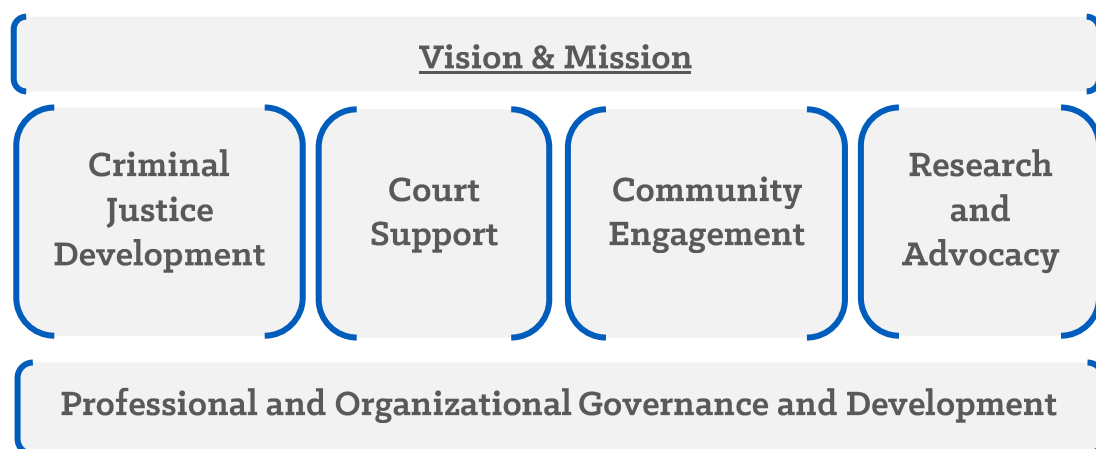 Vision & Mission
Criminal
Justice
Development
Court
Support
Community
Engagement
Research
and
Advocacy
Professional and Organizational Governance and Development